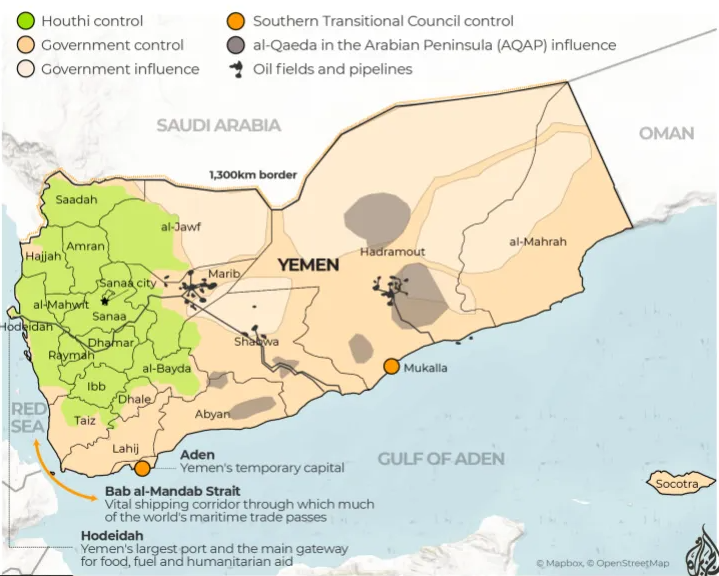 Houthi control
Government control
Government influence
Southern Transitional Council control
al-Qaeda in the Arabian Peninsula (AQAP) influence
Oil fields and pipelines
SAUDI ARABIA
OMAN
1,300km border
Saadah
al-Jawf
Amran
Hajjah
Hadramout
al-Mahrah
YEMEN
Marib
Sanaa city
al-Mahwit
Sanaa
Hodeidah
Dhamar
Raymah
Shabwa
al-Bayda
Mukalla
Ibb
Dhale
RED
SEA
Taiz
Abyan
Lahij
Aden
Yemen's temporary capital
GULF OF ADEN
Socotra
Bab al-Mandab Strait
Vital shipping corridor through which much
of the world's maritime trade passes
Hodeidah
Yemen's largest port and the main gateway
for food, fuel and humanitarian aid
© Mapbox, © OpenStreetMap